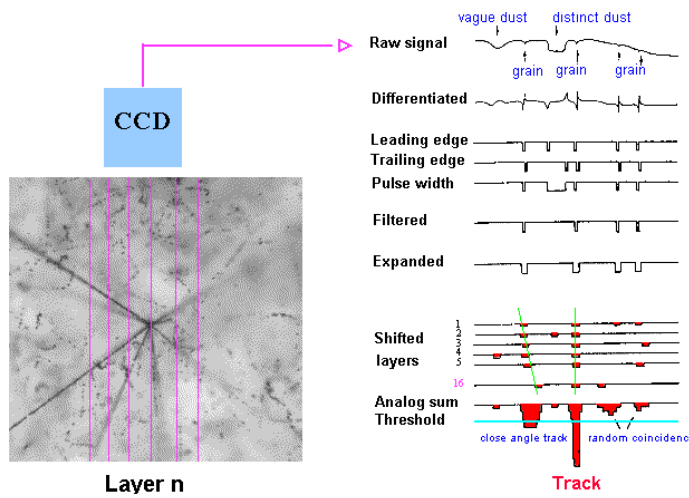 vague dust distinct dust
Raw signal
grain grain grain
Differentiated
CCD
Leading edge
Trailing edge
Pulse width
Filtered
Expanded
1
2
Shifted 3
layers 4
5
16
Analog sum
Threshold
close angle track random coincidenc
Layer n Track